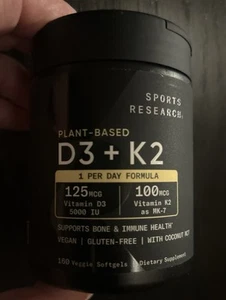 SPORTS
RESEARCH®
PLANT-BASED
D3 + K2
1 PER DAY FORMULA
125MCG
Vitamin D3
5000 IU
100MCG
Vitamin K2
as MK-7
SUPPORTS BONE & IMMUNE HEALTH*
VEGAN | GLUTEN-FREE | WITH COCONUT MCT
Veggie Softgels | Dietary Supplement